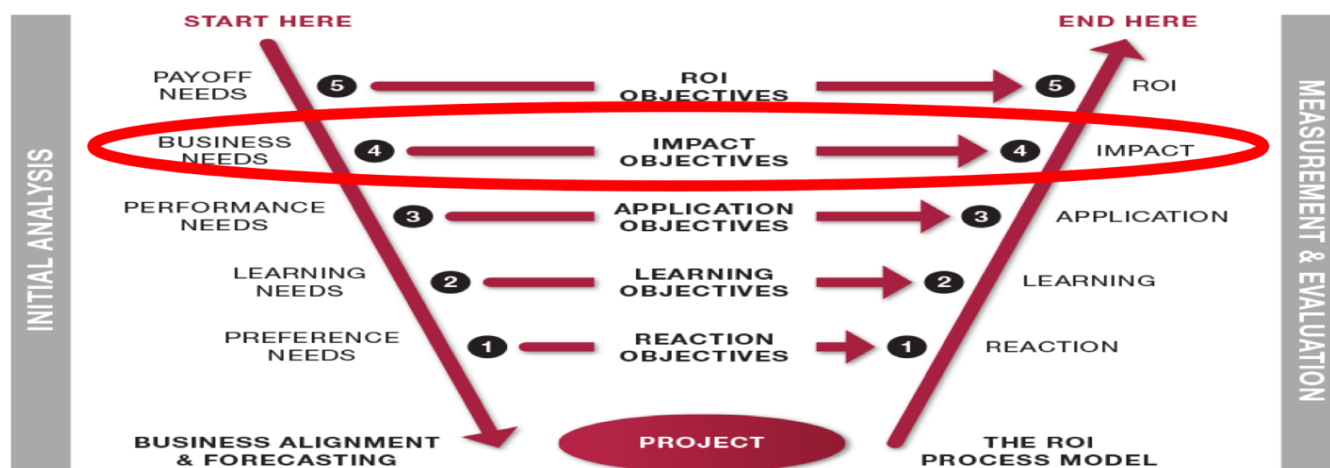 START HERE
END HERE
INITIAL ANALYSIS
MEASUREMENT & EVALUATION
PAYOFF
NEEDS
5
ROI
OBJECTIVES
5
ROI
BUSINESS
NEEDS
4
IMPACT
OBJECTIVES
4
IMPACT
PERFORMANCE
NEEDS
3
APPLICATION
OBJECTIVES
3
APPLICATION
LEARNING
NEEDS
2
LEARNING
OBJECTIVES
2
LEARNING
PREFERENCE
NEEDS
1
REACTION
OBJECTIVES
1
REACTION
BUSINESS ALIGNMENT
& FORECASTING
PROJECT
THE ROI
PROCESS MODEL